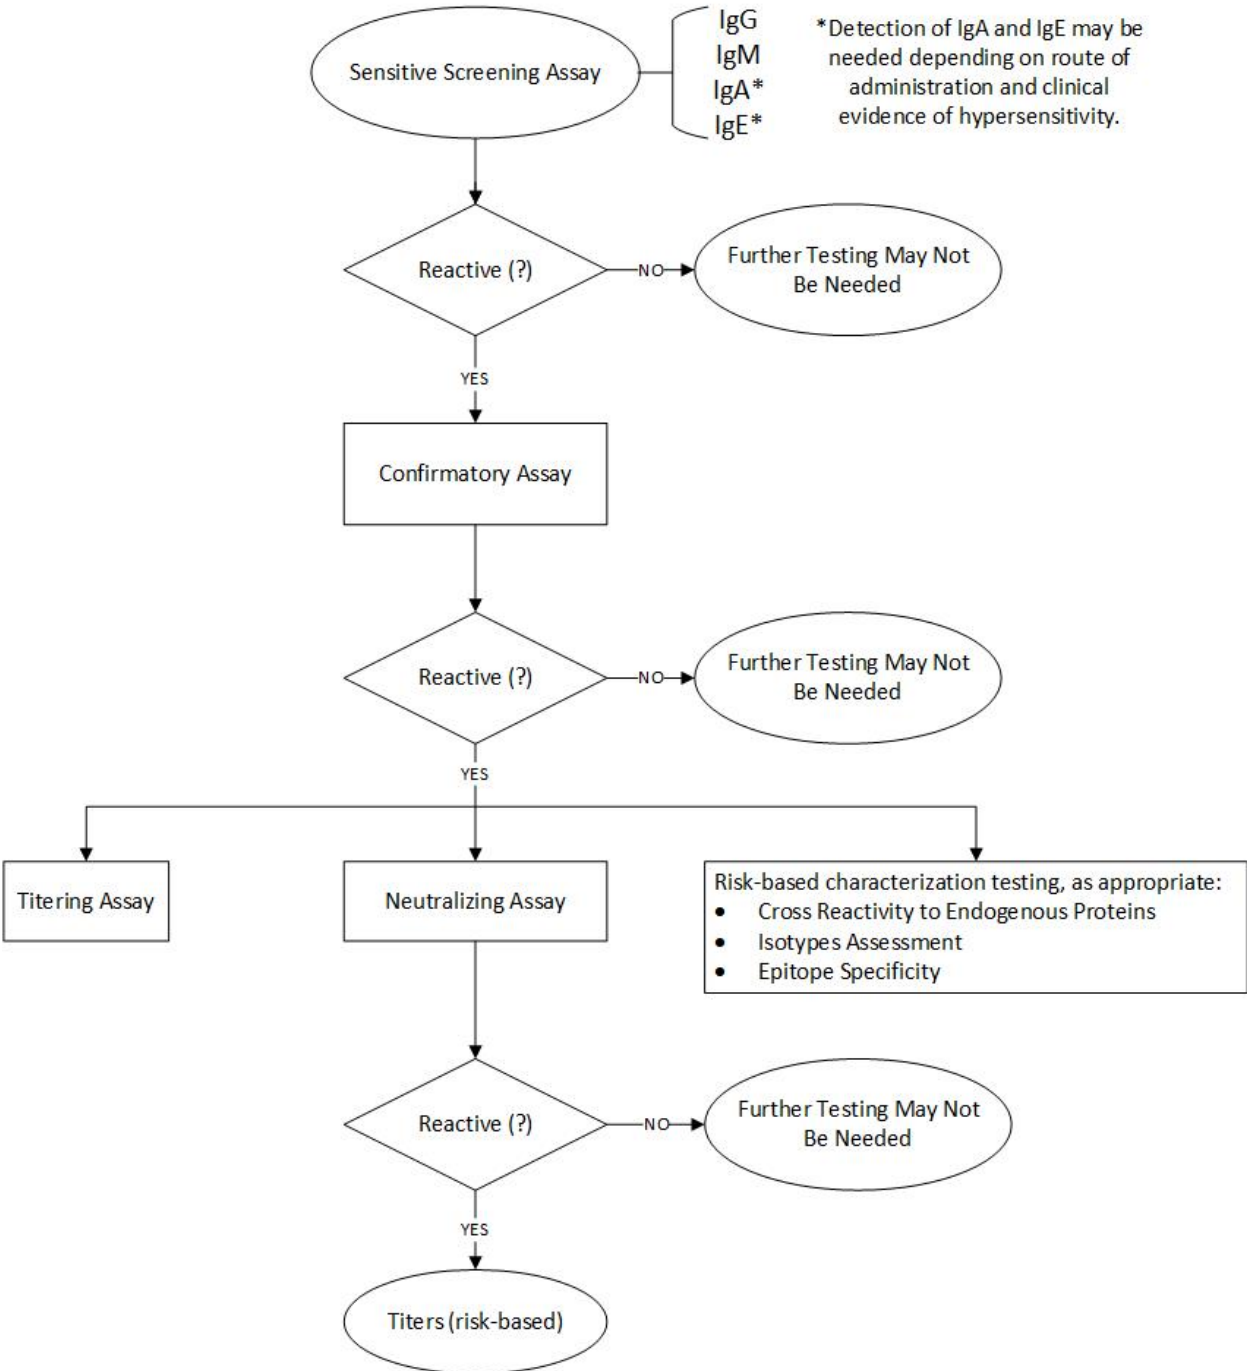 Sensitive Screening Assay
IgG
IgM
IgA*
IgE*
*Detection of IgA and IgE may be
needed depending on route of
administration and clinical
evidence of hypersensitivity.
Reactive (?)
NO
Further Testing May Not
Be Needed
YES
Confirmatory Assay
Reactive (?)
NO
Further Testing May Not
Be Needed
YES
Titering Assay
Neutralizing Assay
Risk-based characterization testing, as appropriate:
• Cross Reactivity to Endogenous Proteins
• Isotypes Assessment
• Epitope Specificity
Reactive (?)
NO
Further Testing May Not
Be Needed
YES
Titers (risk-based)